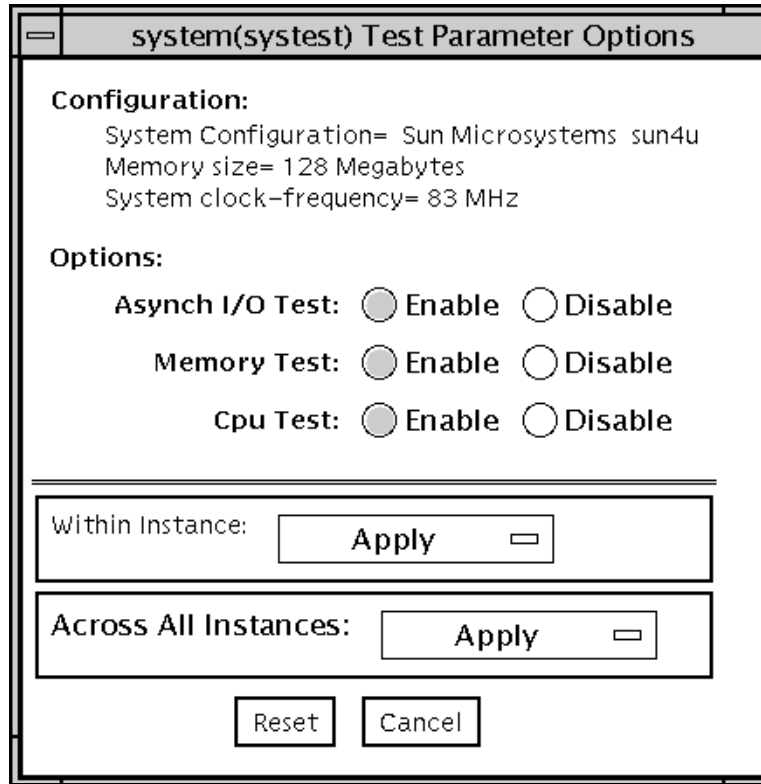 system(systest) Test Parameter Options
Configuration:
System Configuration= Sun Microsystems sun4u
Memory size= 128 Megabytes
System clock-frequency= 83 MHz
Options:
Asynch I/O Test: Enable Disable
Memory Test: Enable Disable
Cpu Test: Enable Disable
Within Instance: Apply
Across All Instances: Apply
Reset Cancel